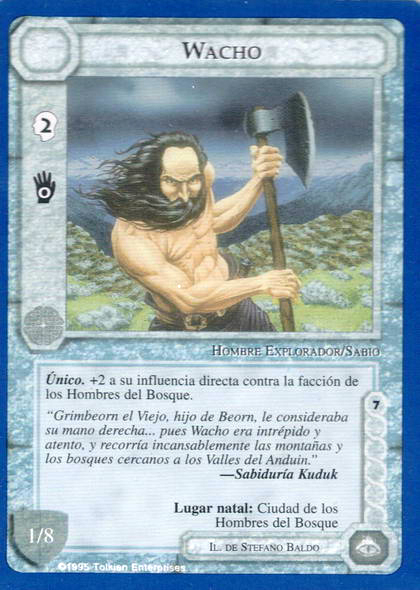 WACHO
2
0
HOMBRE EXPLORADOR/SABIO
Único. +2 a su influencia directa contra la facción de
los Hombres del Bosque.
7
“Grimbeorn el Viejo, hijo de Beorn, le consideraba
su mano derecha... pues Wacho era intrépido y
atento, y recorría incansablemente las montañas y
los bosques cercanos a los Valles del Anduin.”
—Sabiduría Kuduk
Lugar natal: Ciudad de los
Hombres del Bosque
1/8
IL. DE STEFANO BALDO
©1995 Tolkien Enterprises